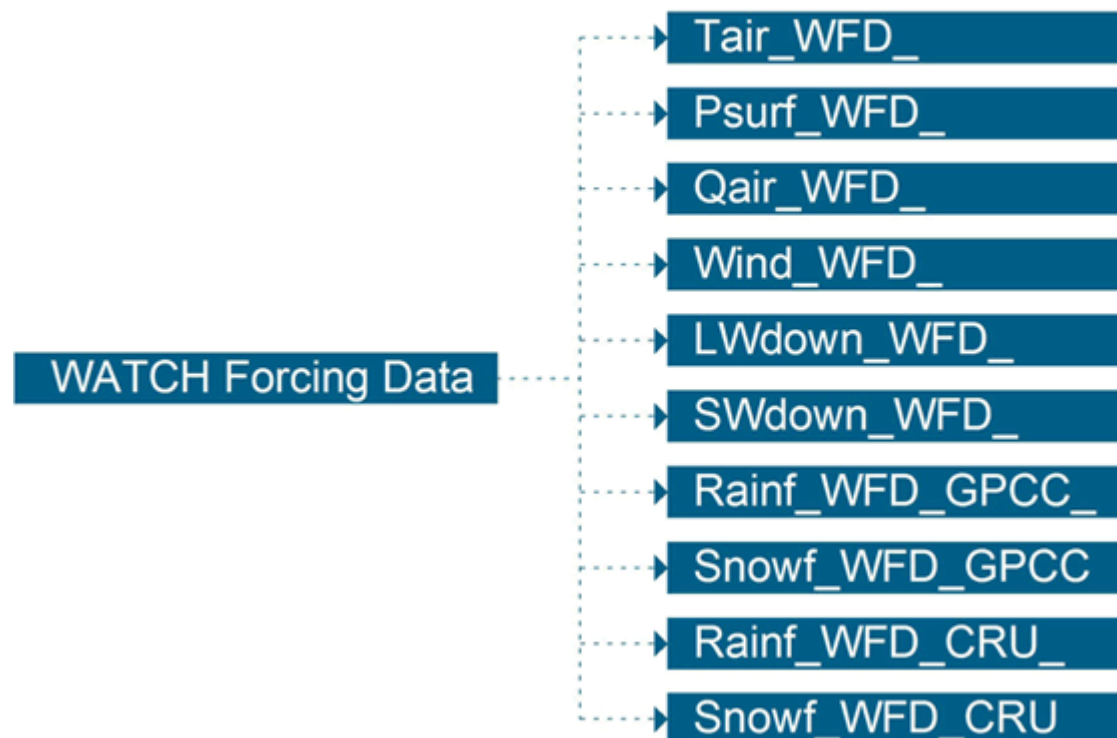 Tair_WFD_
Psurf_WFD_
Qair_WFD_
Wind_WFD_
WATCH Forcing Data
LWdown_WFD_
SWdown_WFD_
Rainf_WFD_GPCC_
Snowf_WFD_GPCC
Rainf_WFD_CRU_
Snowf_WFD_CRU